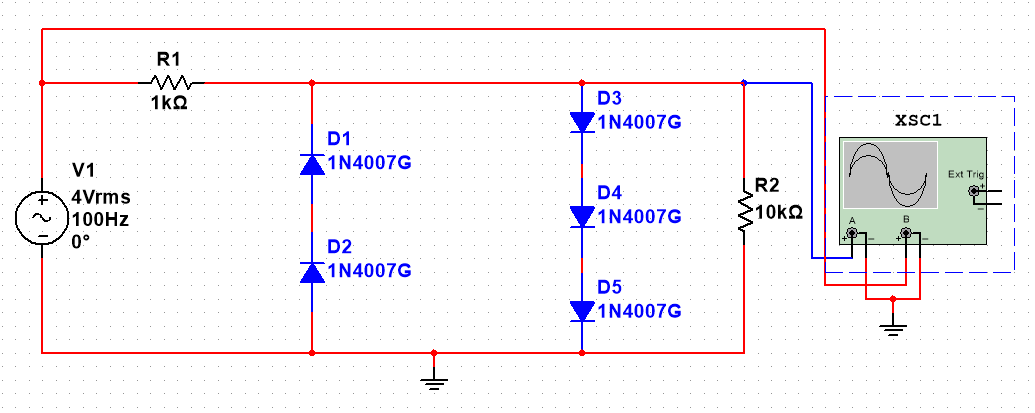 R1
1kΩ
V1
4Vrms
100Hz
0°
D1
1N4007G
D2
1N4007G
D3
1N4007G
D4
1N4007G
D5
1N4007G
R2
10kΩ
XSC1
Ext Trig
A
B